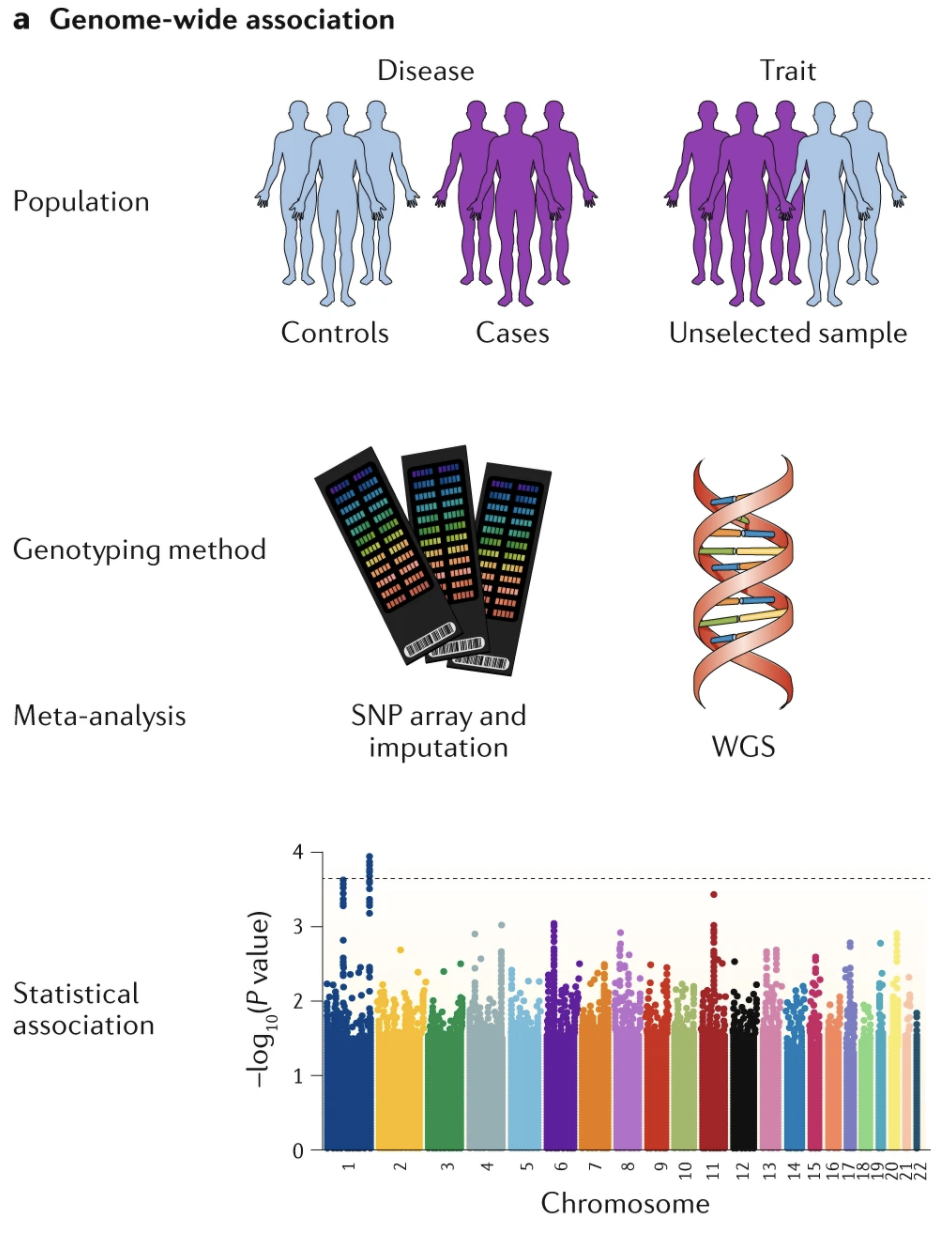 a Genome-wide association
Disease
Trait
Population
Controls
Cases
Unselected sample
Genotyping method
Meta-analysis
SNP array and
imputation
WGS
Statistical
association
–log10(P value)
4
3
2
1
0
1 2 3 4 5 6 7 8 9 10 11 12 13 14 15 16 17 18 19 20 21 22
Chromosome